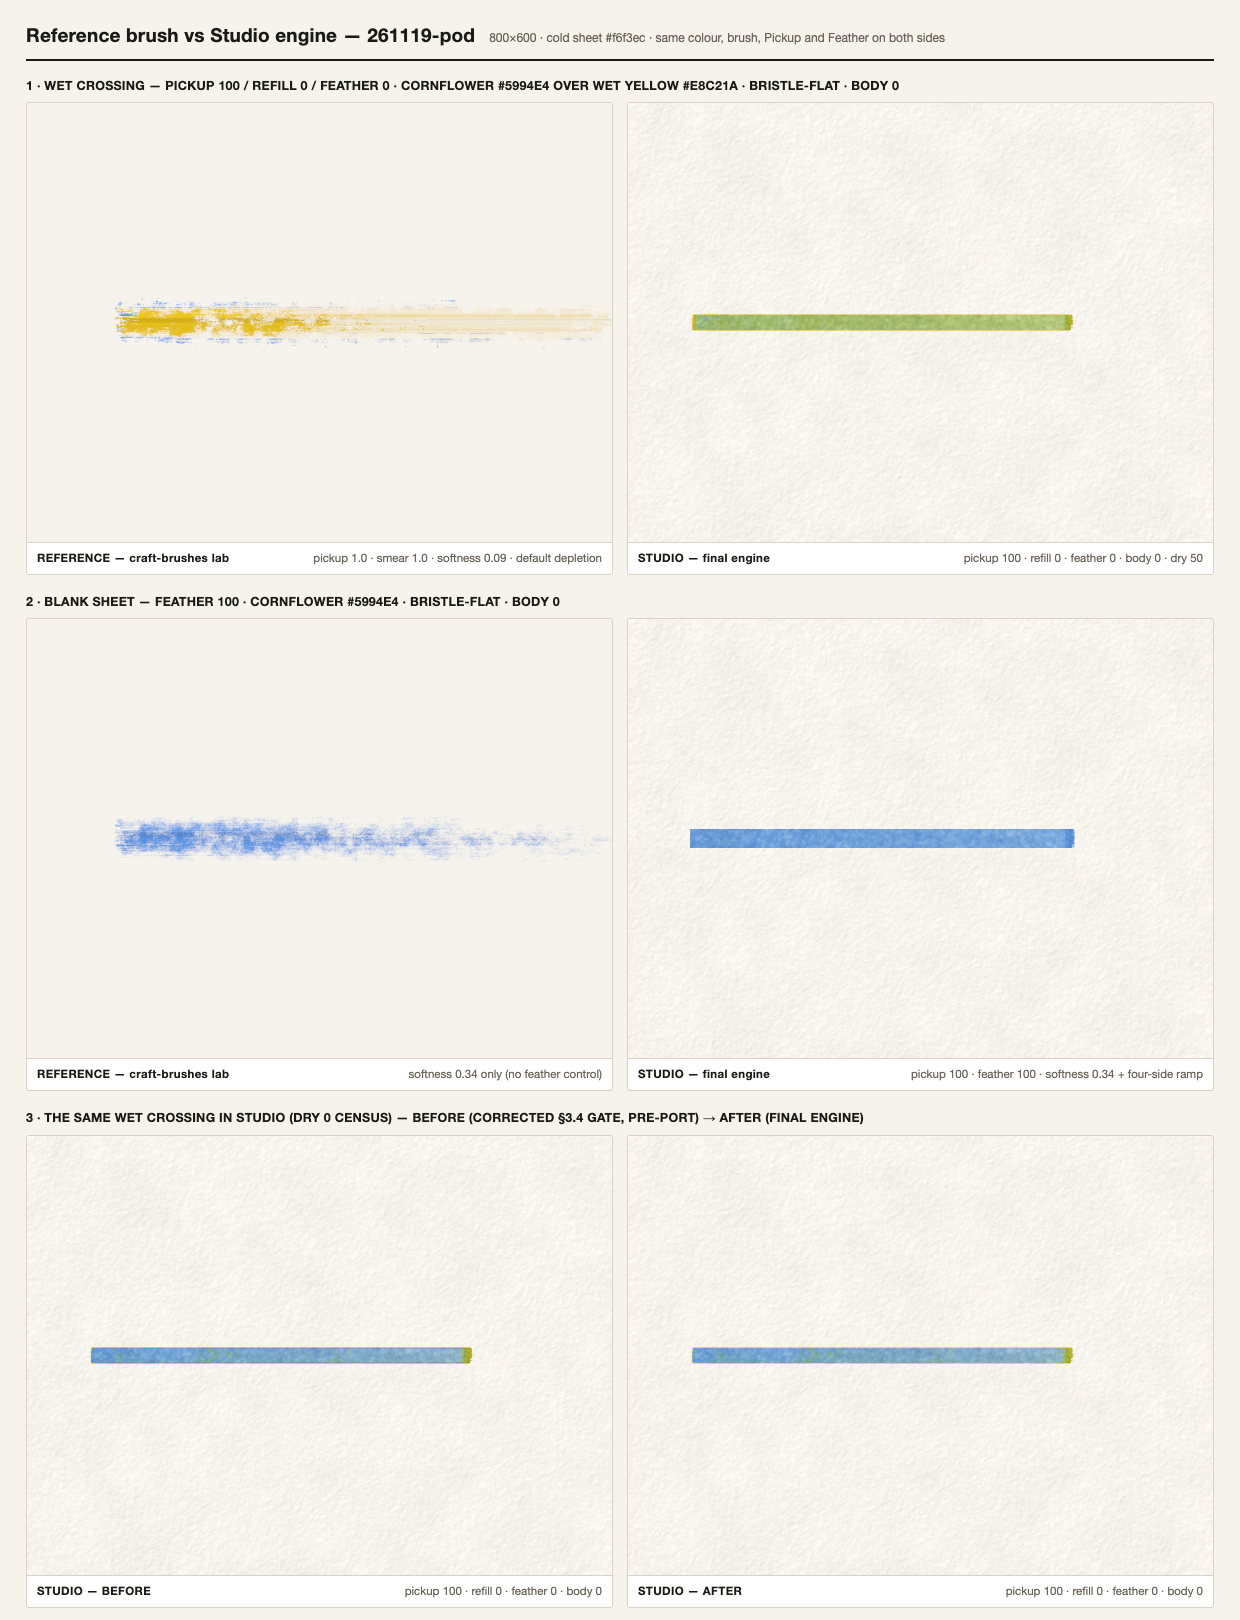 Reference brush vs Studio engine — 261119-pod 800×600 · cold sheet #f6f3ec · same colour, brush, Pickup and Feather on both sides
1 · WET CROSSING — PICKUP 100 / REFILL 0 / FEATHER 0 · CORNFLOWER #5994E4 OVER WET YELLOW #E8C21A · BRISTLE-FLAT · BODY 0
REFERENCE — craft-brushes lab pickup 1.0 · smear 1.0 · softness 0.09 · default depletion
STUDIO — final engine pickup 100 · refill 0 · feather 0 · body 0 · dry 50
2 · BLANK SHEET — FEATHER 100 · CORNFLOWER #5994E4 · BRISTLE-FLAT · BODY 0
REFERENCE — craft-brushes lab softness 0.34 only (no feather control)
STUDIO — final engine pickup 100 · feather 100 · softness 0.34 + four-side ramp
3 · THE SAME WET CROSSING IN STUDIO (DRY 0 CENSUS) — BEFORE (CORRECTED §3.4 GATE, PRE-PORT) → AFTER (FINAL ENGINE)
STUDIO — BEFORE pickup 100 · refill 0 · feather 0 · body 0
STUDIO — AFTER pickup 100 · refill 0 · feather 0 · body 0